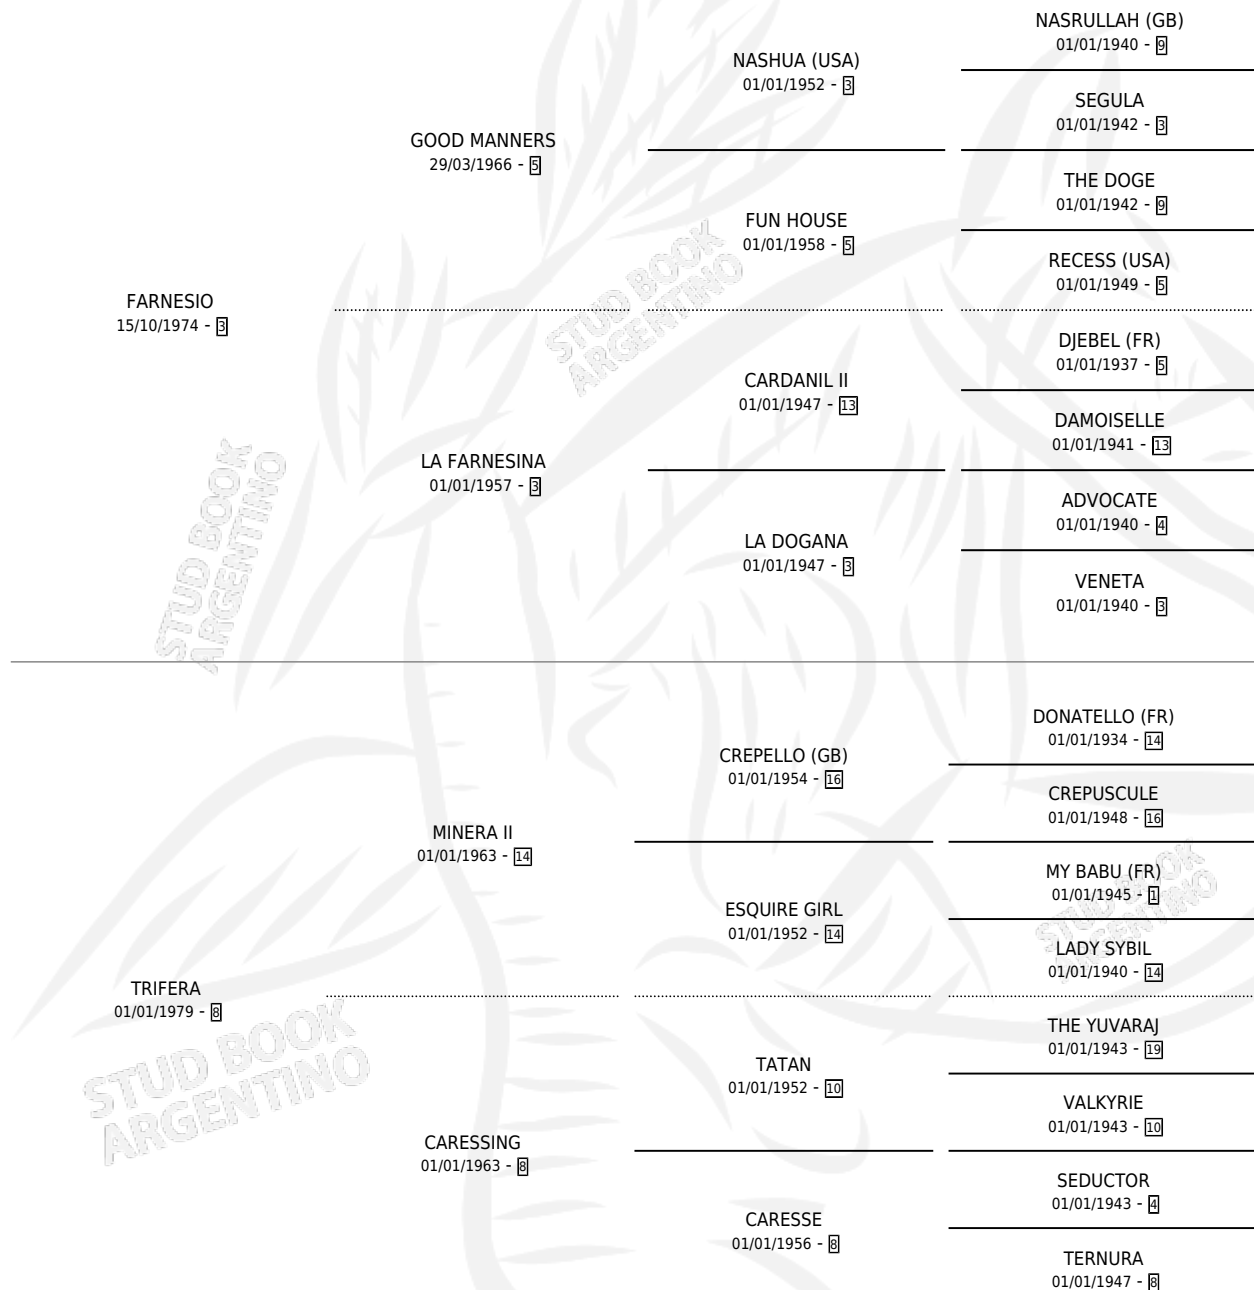 NASRULLAH (GB)
01/01/1940 - 9
NASHUA (USA)
01/01/1952 - 3
SEGULA
01/01/1942 - 3
GOOD MANNERS
29/03/1966 - 5
THE DOGE
01/01/1942 - 9
FUN HOUSE
01/01/1958 - 5
RECESS (USA)
01/01/1949 - 5
FARNESIO
15/10/1974 - 3
DJEBEL (FR)
01/01/1937 - 5
CARDANIL II
01/01/1947 - 13
DAMOISELLE
01/01/1941 - 13
LA FARNESINA
01/01/1957 - 3
ADVOCATE
01/01/1940 - 4
LA DOGANA
01/01/1947 - 3
VENETA
01/01/1940 - 3
DONATELLO (FR)
01/01/1934 - 14
CREPELLO (GB)
01/01/1954 - 16
CREPUSCULE
01/01/1948 - 16
MINERA II
01/01/1963 - 14
MY BABU (FR)
01/01/1945 - 1
ESQUIRE GIRL
01/01/1952 - 14
LADY SYBIL
01/01/1940 - 14
TRIFERA
01/01/1979 - 8
THE YUVARAJ
01/01/1943 - 19
TATAN
01/01/1952 - 10
VALKYRIE
01/01/1943 - 10
CARESSING
01/01/1963 - 8
SEDUCTOR
01/01/1943 - 4
CARESSE
01/01/1956 - 8
TERNURA
01/01/1947 - 8
STUD BOOK
ARGENTINO
STUD BOOK
ARGENTINO
STUD BOOK
ARGENTINO
STUD BOOK
ARGENTINO